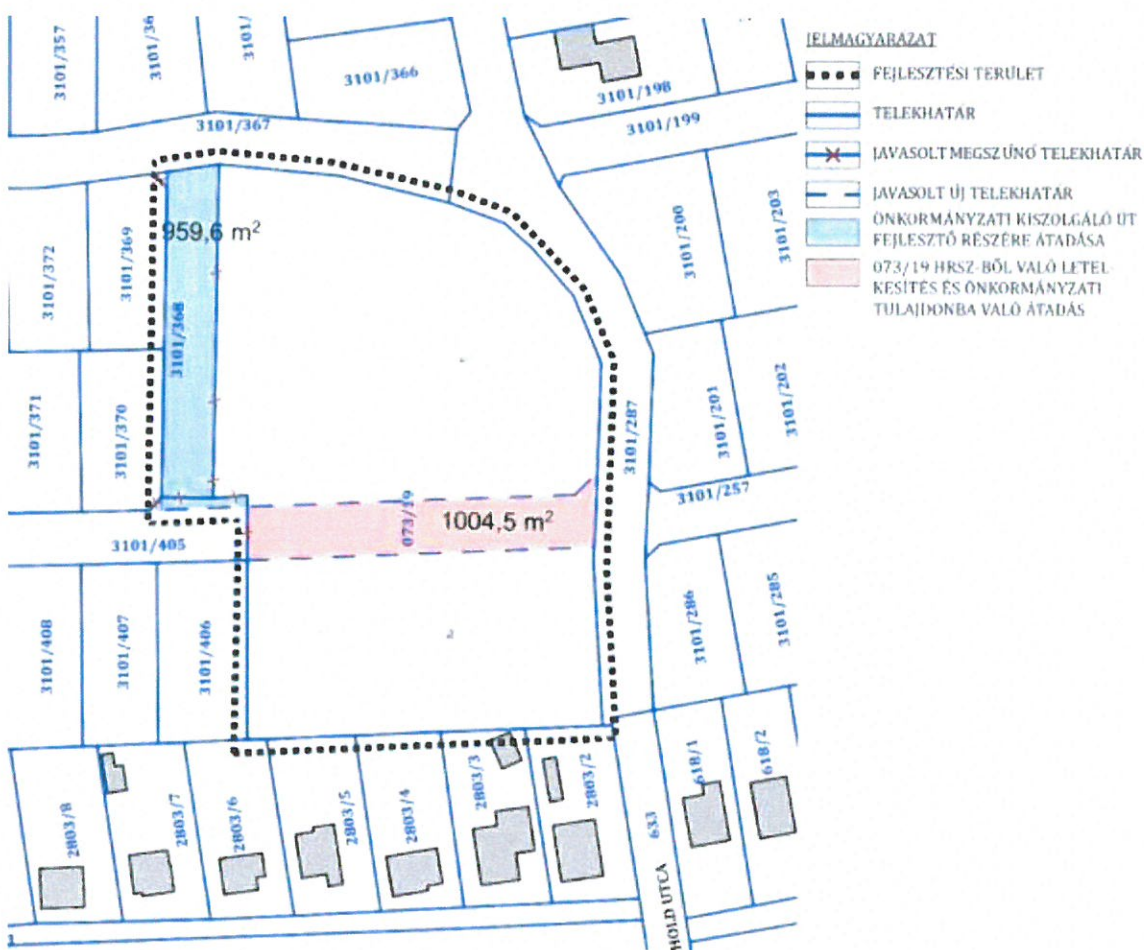 JELMAGYARÁZAT
FEJLESZTÉSI TERÜLET
TELEKHATÁR
JAVASOLT MEGSZŰNŐ TELEKHATÁR
JAVASOLT ÚJ TELEKHATÁR
ÖNKORMÁNYZATI KISZOLGÁLÓ ÚT
FEJLESZTŐ RÉSZÉRE ÁTADÁSA
073/19 HRSZ-BŐL VALÓ LETEL-
KESÍTÉS ÉS ÖNKORMÁNYZATI
TULAJDONBA VALÓ ÁTADÁS
3101/357
3101/36
3101/
3101/366
3101/198
3101/199
3101/367
3101/200
3101/203
3101/372
3101/369
959,6 m²
3101/368
3101/371
3101/370
3101/287
3101/201
3101/202
3101/257
073/19
1004,5 m²
3101/405
3101/408
3101/407
3101/406
3101/286
3101/285
2803/8
2803/7
2803/6
2803/5
2803/4
2803/3
2803/2
633
618/1
618/2
HOLD UTCA
1